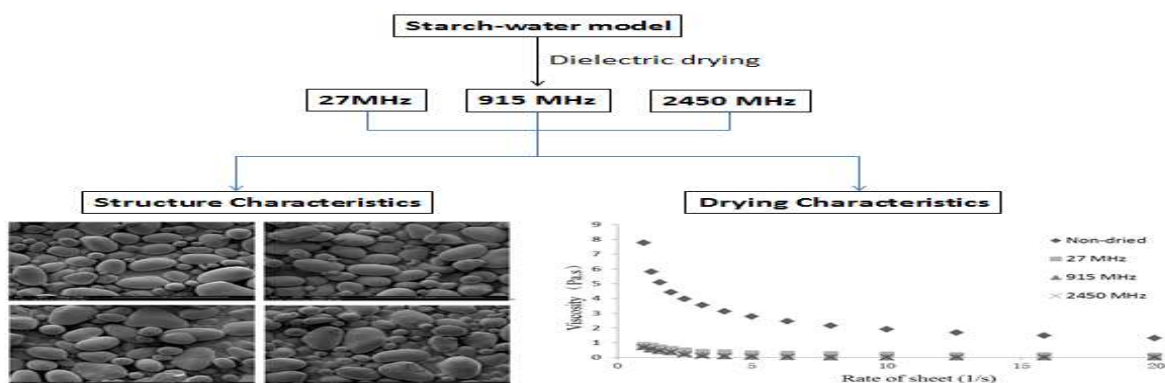 Starch-water model
Dielectric drying
27MHz
915 MHz
2450 MHz
Structure Characteristics
Drying Characteristics
Viscosity (Pa.s)
9
8
7
6
5
4
3
2
1
0
Non-dried
27 MHz
915 MHz
2450 MHz
0
5
10
15
20
Rate of sheet (1/s)